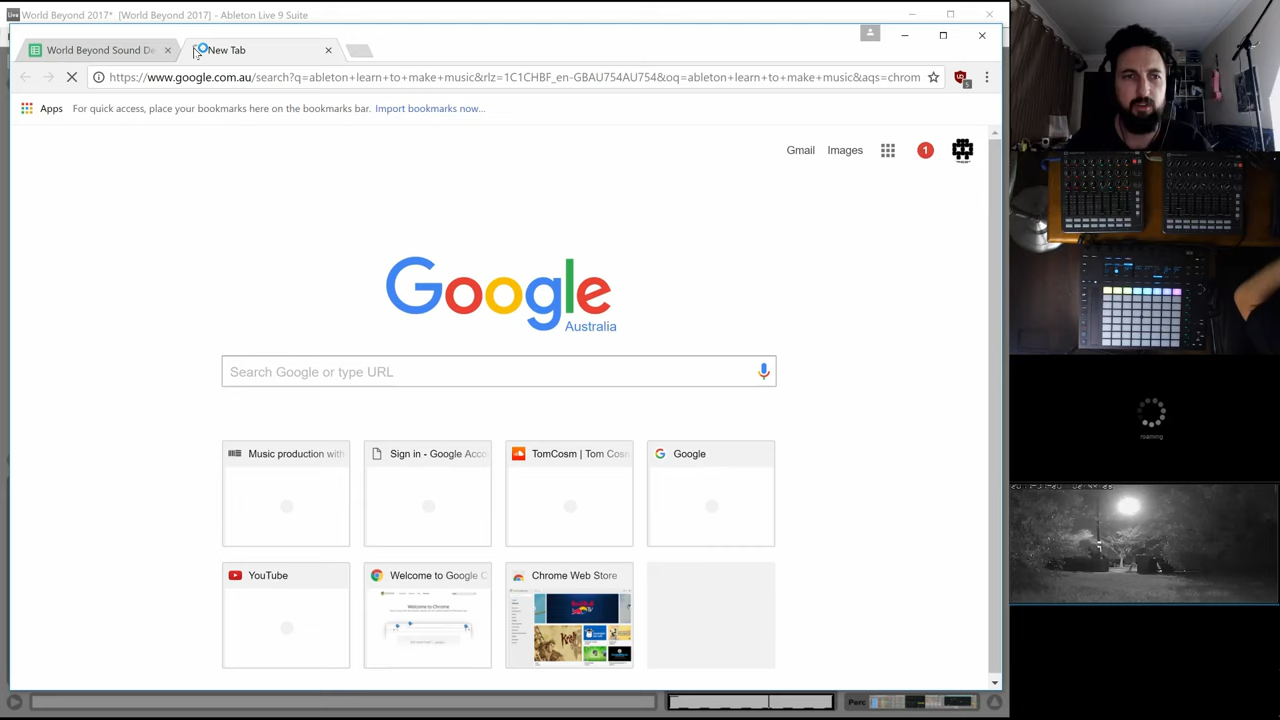 World Beyond 2017* [World Beyond 2017] - Ableton Live 9 Suite
World Beyond Sound De
New Tab
https://www.google.com.au/search?q=ableton+learn+to+make+music&rlz=1C1CHBF_en-GBAU754AU754&oq=ableton+learn+to+make+music&aqs=chrom
Apps
For quick access, place your bookmarks here on the bookmarks bar. Import bookmarks now...
Gmail Images
1
Google
Australia
Search Google or type URL
Music production with
Sign in - Google Acco
TomCosm | Tom Cosm
Google
YouTube
Welcome to Google C
Chrome Web Store
roaming
Perc